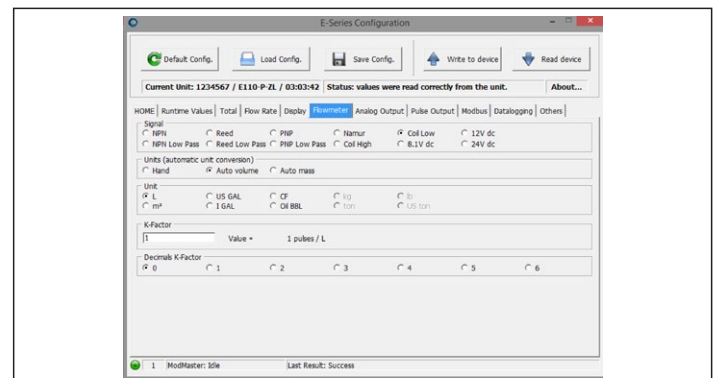 E-Series Configuration
Default Config. Load Config. Save Config. Write to device Read device
Current Unit: 1234567 / E110-P-ZL / 03:03:42 Status: values were read correctly from the unit. About...
HOME Runtime Values Total Flow Rate Display Flowmeter Analog Output Pulse Output Modbus Datalogging Others
Signal
NPN Reed PNP Namur Coil Low 12V dc
NPN Low Pass Reed Low Pass PNP Low Pass Coil High 8.1V dc 24V dc
Units (automatic unit conversion)
Hand Auto volume Auto mass
Unit
L US GAL CF kg lb
m³ I GAL Oil BBL ton US ton
K-Factor
1 Value = 1 pulses / L
Decimals K-Factor
0 1 2 3 4 5 6
1 ModMaster: Idle Last Result: Success